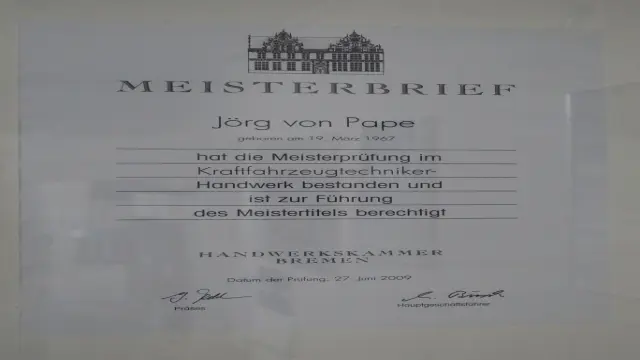 MEISTERBRIEF
Jörg von Pape
geboren am 19. März 1967
hat die Meisterprüfung im
Kraftfahrzeugtechniker-
Handwerk bestanden und
ist zur Führung
des Meistertitels berechtigt
HANDWERKSKAMMER
BREMEN
Datum der Prüfung, 27. Juni 2009
Präses
Hauptgeschäftsführer